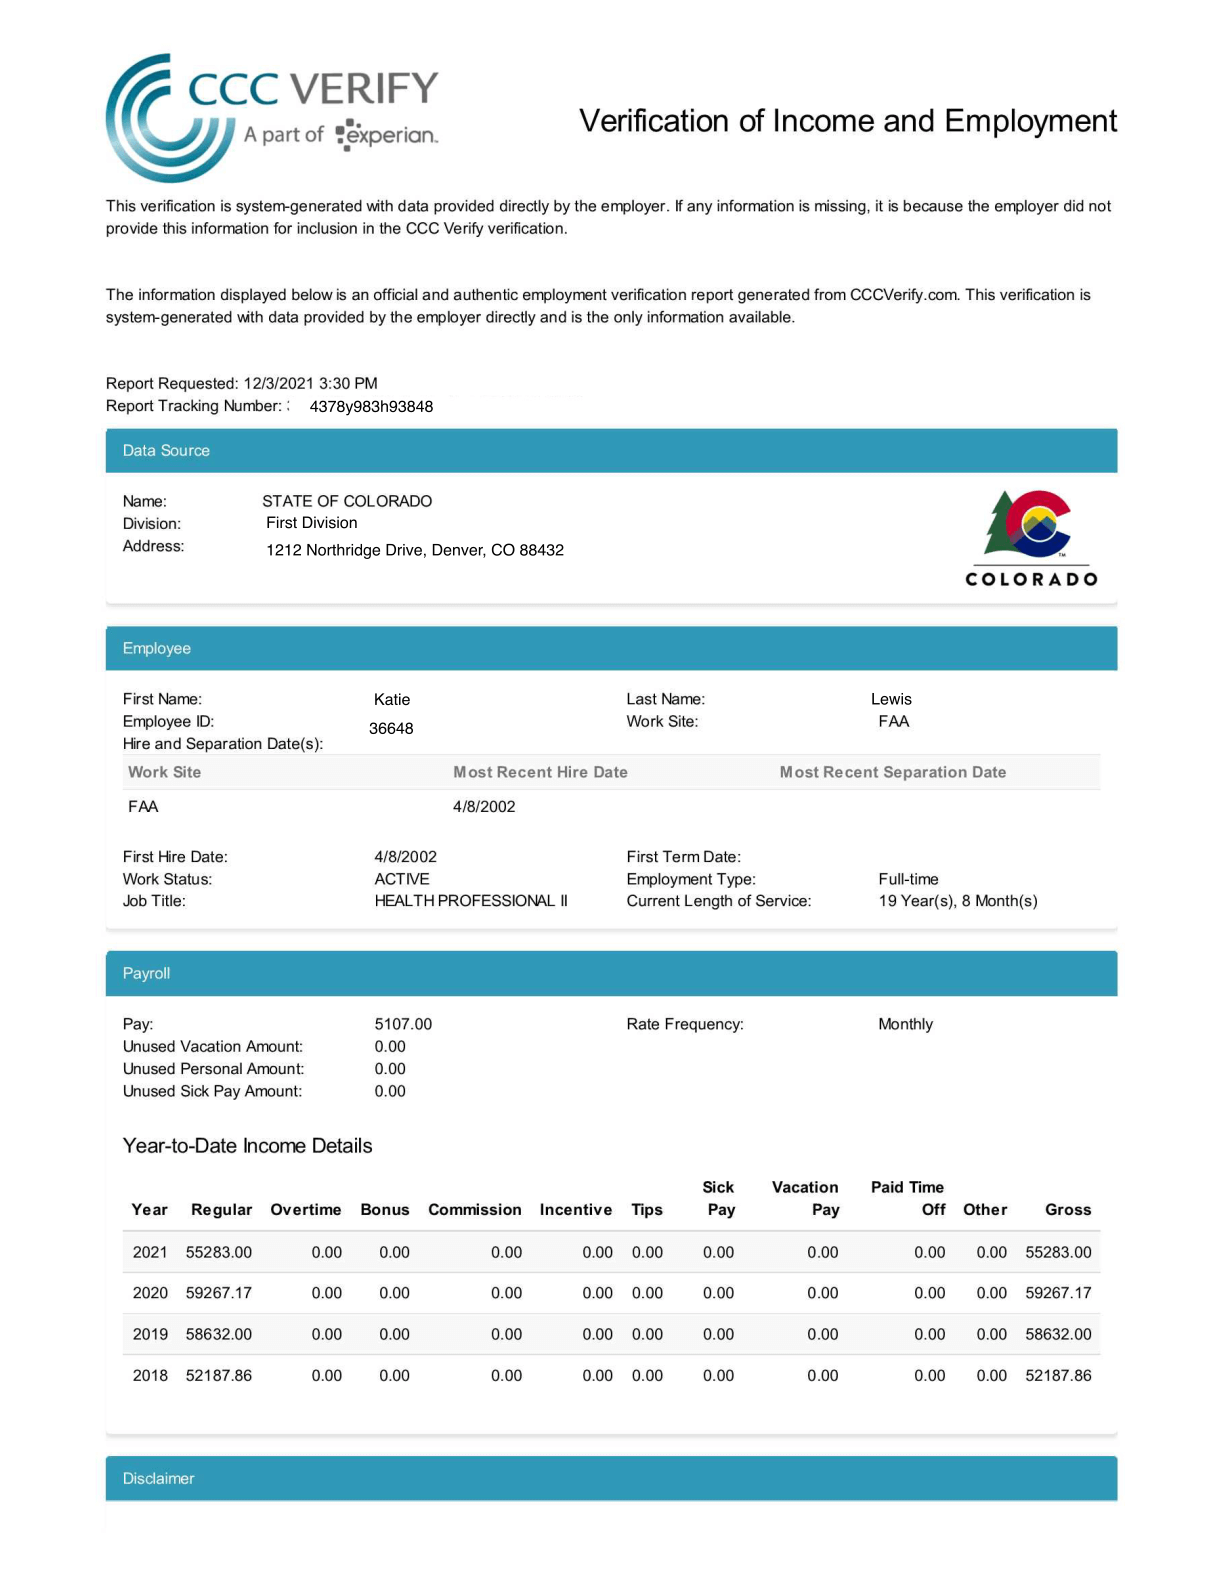 CCC VERIFY
A part of experian.
Verification of Income and Employment
This verification is system-generated with data provided directly by the employer. If any information is missing, it is because the employer did not
provide this information for inclusion in the CCC Verify verification.
The information displayed below is an official and authentic employment verification report generated from CCCVerify.com. This verification is
system-generated with data provided by the employer directly and is the only information available.
Report Requested: 12/3/2021 3:30 PM
Report Tracking Number: 4378y983h93848
Data Source
Name: STATE OF COLORADO
Division: First Division
Address: 1212 Northridge Drive, Denver, CO 88432
TM
COLORADO
Employee
First Name: Katie Last Name: Lewis
Employee ID: 36648 Work Site: FAA
Hire and Separation Date(s):
Work Site Most Recent Hire Date Most Recent Separation Date
FAA 4/8/2002
First Hire Date: 4/8/2002 First Term Date:
Work Status: ACTIVE Employment Type: Full-time
Job Title: HEALTH PROFESSIONAL II Current Length of Service: 19 Year(s), 8 Month(s)
Payroll
Pay: 5107.00 Rate Frequency: Monthly
Unused Vacation Amount: 0.00
Unused Personal Amount: 0.00
Unused Sick Pay Amount: 0.00
Year-to-Date Income Details
Sick Vacation Paid Time
Year Regular Overtime Bonus Commission Incentive Tips Pay Pay Off Other Gross
2021 55283.00 0.00 0.00 0.00 0.00 0.00 0.00 0.00 0.00 0.00 55283.00
2020 59267.17 0.00 0.00 0.00 0.00 0.00 0.00 0.00 0.00 0.00 59267.17
2019 58632.00 0.00 0.00 0.00 0.00 0.00 0.00 0.00 0.00 0.00 58632.00
2018 52187.86 0.00 0.00 0.00 0.00 0.00 0.00 0.00 0.00 0.00 52187.86
Disclaimer